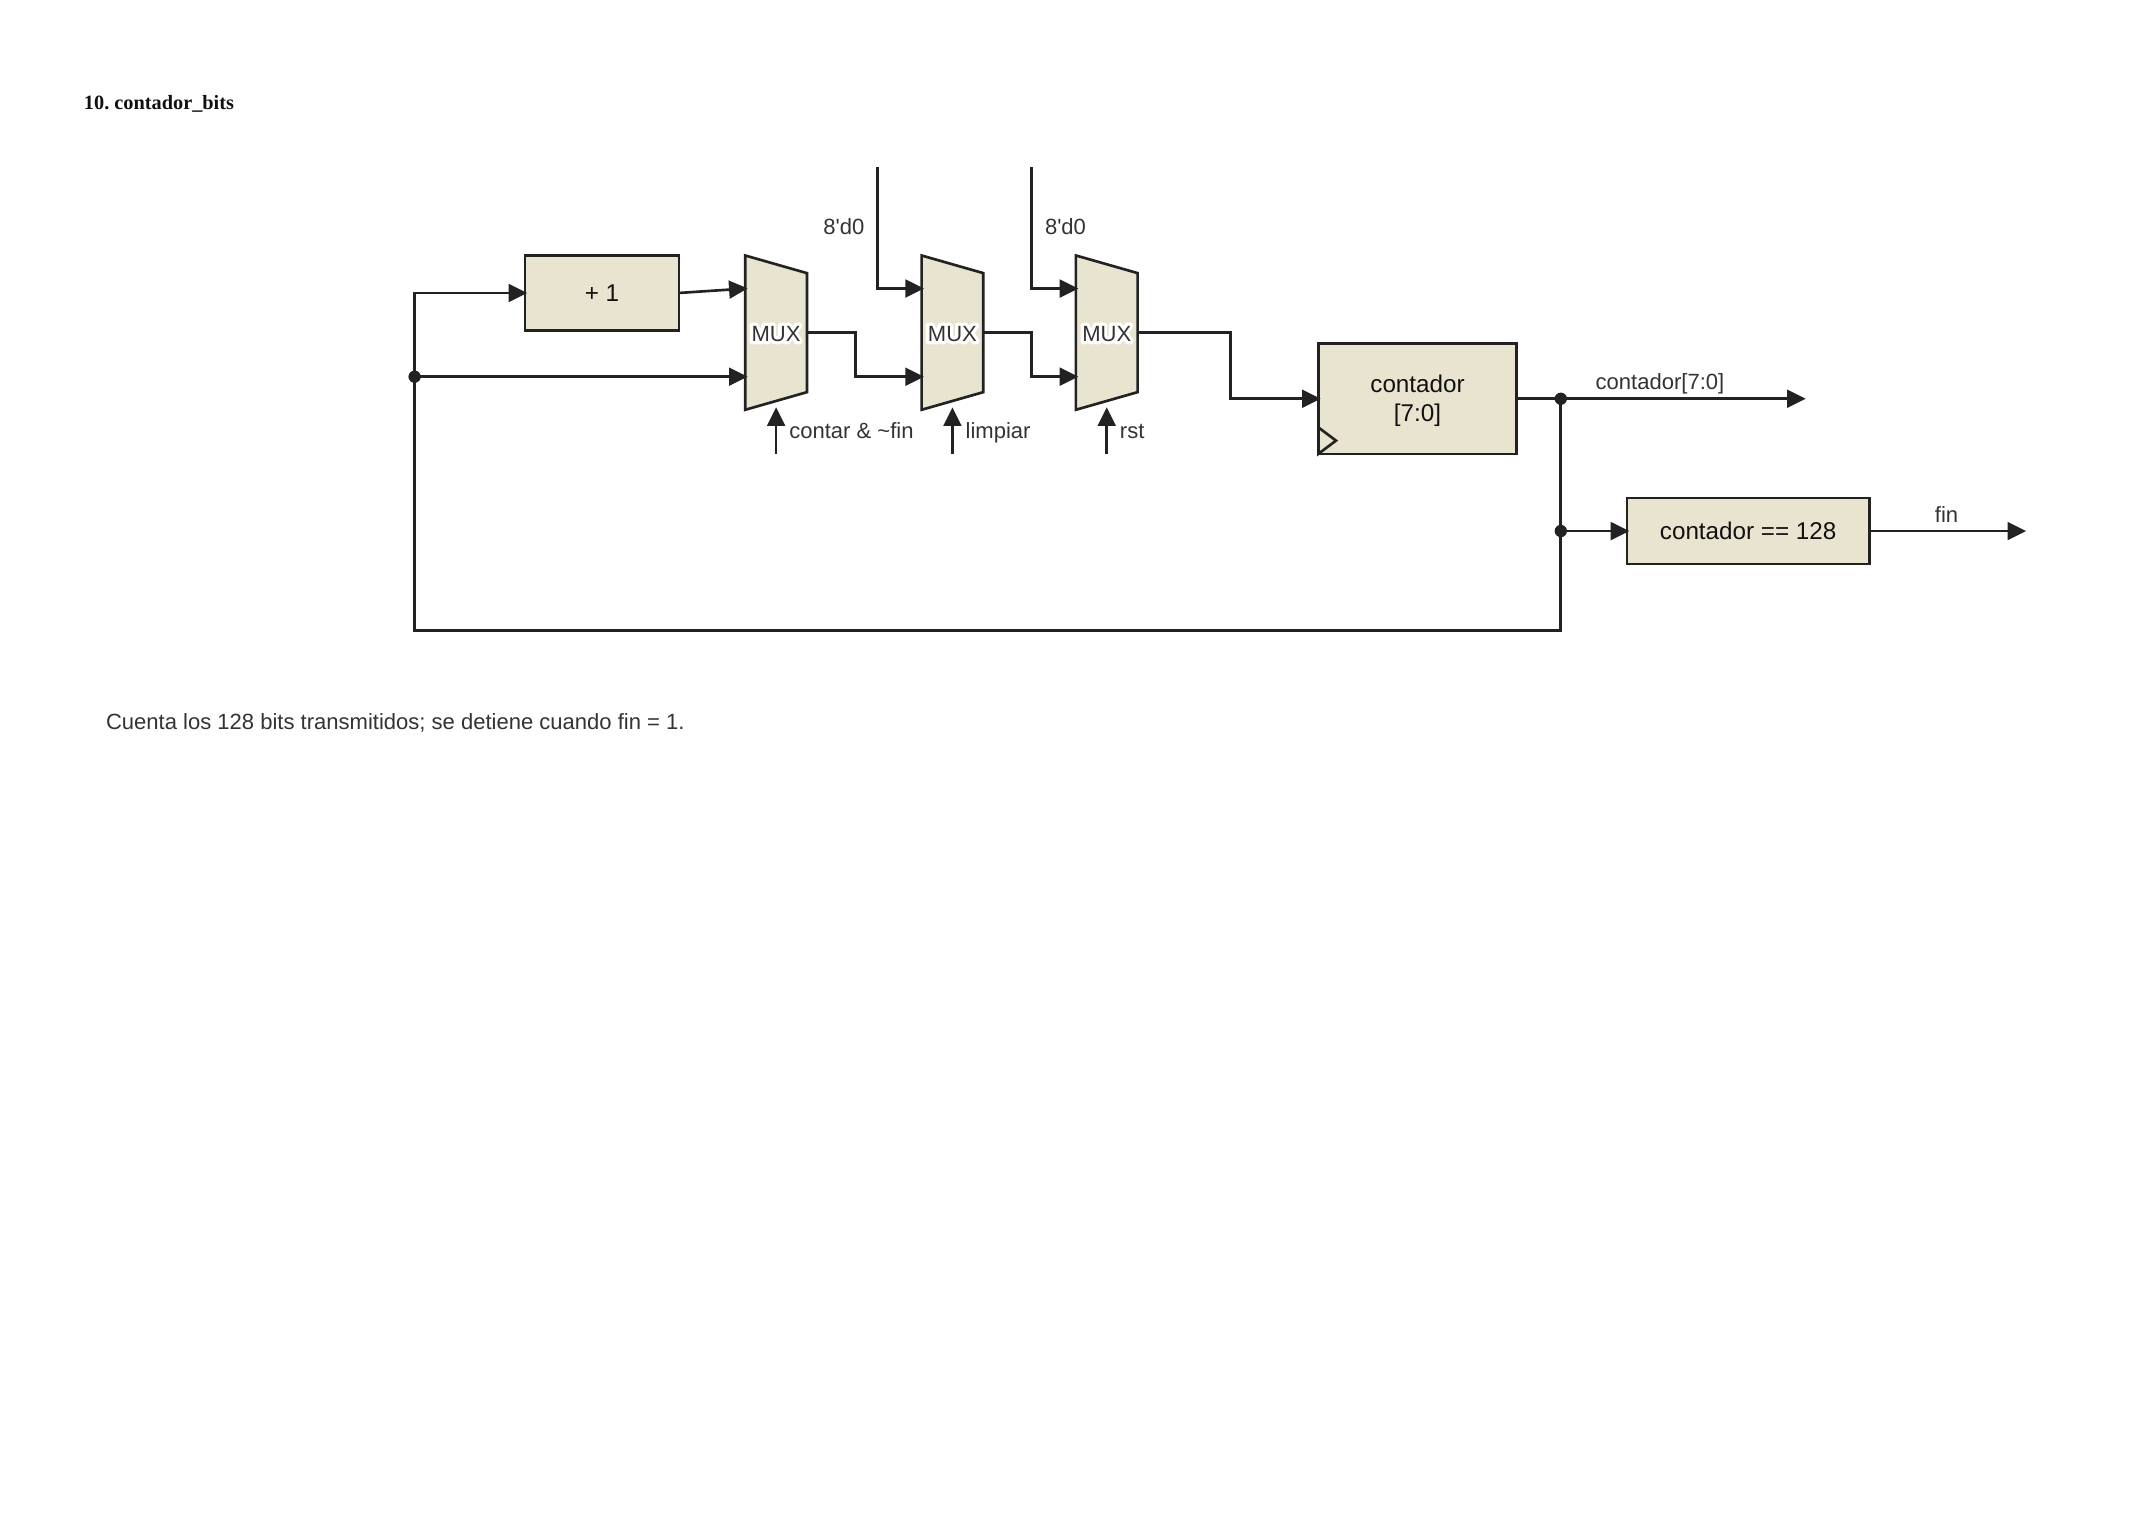 10. contador_bits
8'd0
8'd0
+ 1
MUX
MUX
MUX
contador
[7:0]
contador[7:0]
contar & ~fin
limpiar
rst
contador == 128
fin
Cuenta los 128 bits transmitidos; se detiene cuando fin = 1.